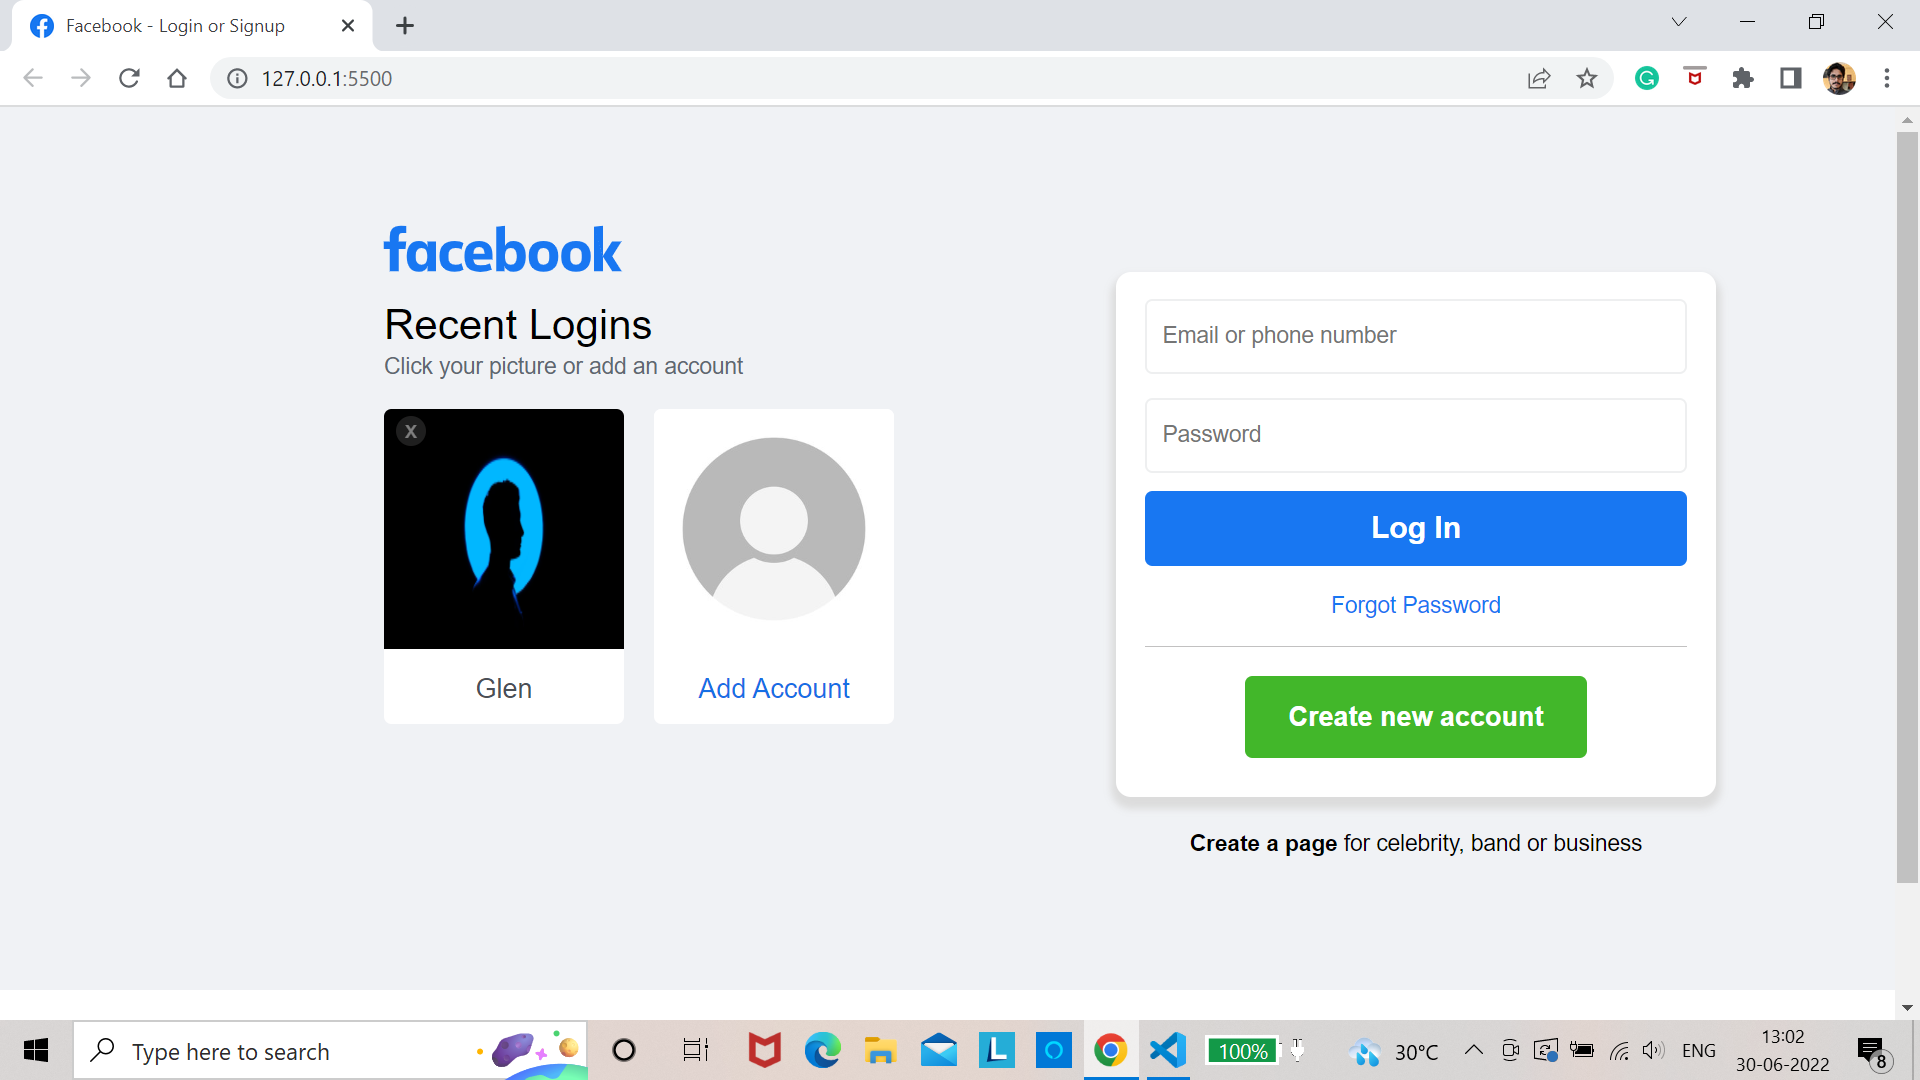 Facebook - Login or Signup
127.0.0.1:5500
facebook
Recent Logins
Click your picture or add an account
X
Glen
Add Account
Email or phone number
Password
Log In
Forgot Password
Create new account
Create a page for celebrity, band or business
Type here to search
L
100%
30°C
ENG
13:02
30-06-2022
8